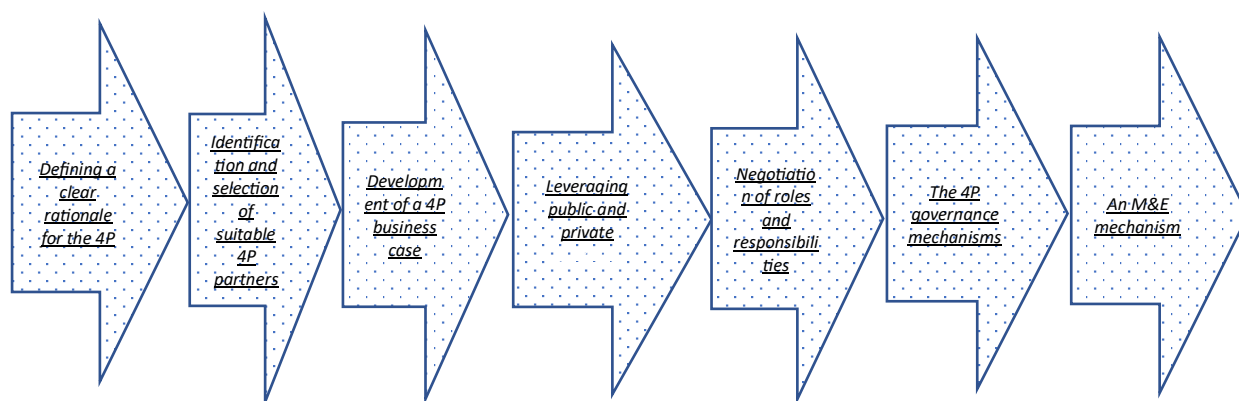 Defining a
clear
rationale
for the 4P
Identifica
tion and
selection
of
suitable
4P
partners
Developm
ent of a 4P
business
case
Leveraging
public and
private
Negotiatio
n of roles
and
responsibili
ties
The 4P
governance
mechanisms
An M&E
mechanism